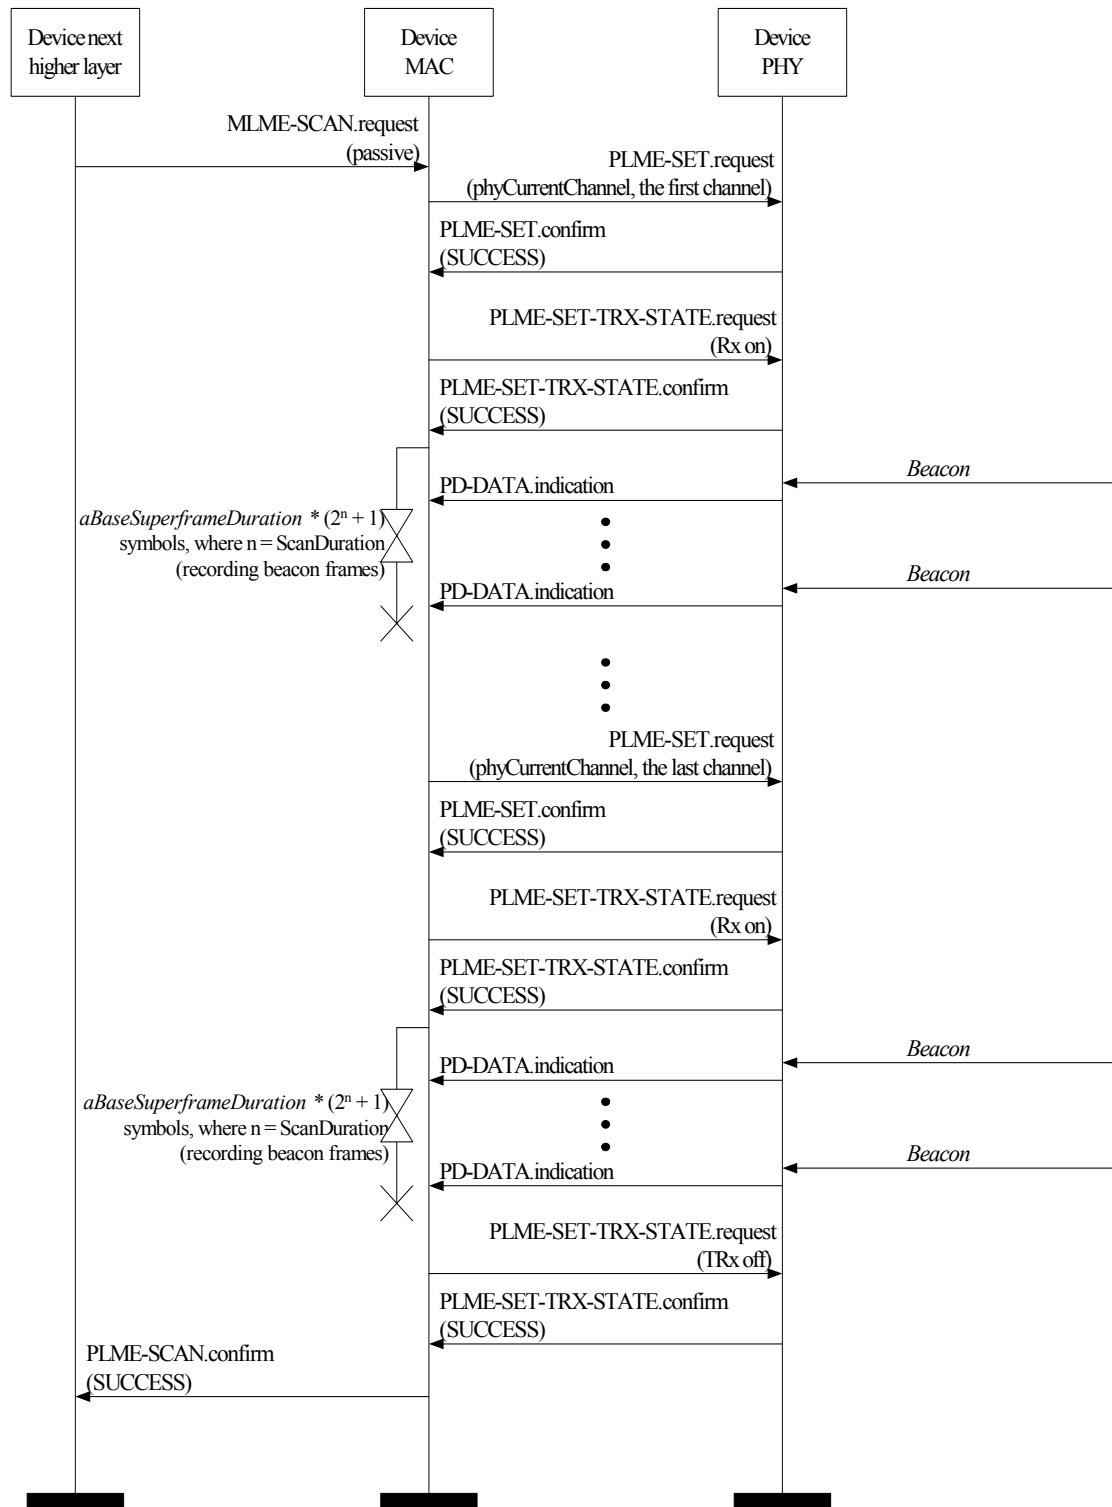 Device next
higher layer
Device
MAC
Device
PHY
MLME-SCAN.request
(passive)
PLME-SET.request
(phyCurrentChannel, the first channel)
PLME-SET.confirm
(SUCCESS)
PLME-SET-TRX-STATE.request
(Rx on)
PLME-SET-TRX-STATE.confirm
(SUCCESS)
Beacon
PD-DATA.indication
aBaseSuperframeDuration * (2ⁿ + 1)
symbols, where n = ScanDuration
(recording beacon frames)
Beacon
PD-DATA.indication
PLME-SET.request
(phyCurrentChannel, the last channel)
PLME-SET.confirm
(SUCCESS)
PLME-SET-TRX-STATE.request
(Rx on)
PLME-SET-TRX-STATE.confirm
(SUCCESS)
Beacon
PD-DATA.indication
aBaseSuperframeDuration * (2ⁿ + 1)
symbols, where n = ScanDuration
(recording beacon frames)
Beacon
PD-DATA.indication
PLME-SET-TRX-STATE.request
(TRx off)
PLME-SET-TRX-STATE.confirm
(SUCCESS)
PLME-SCAN.confirm
(SUCCESS)